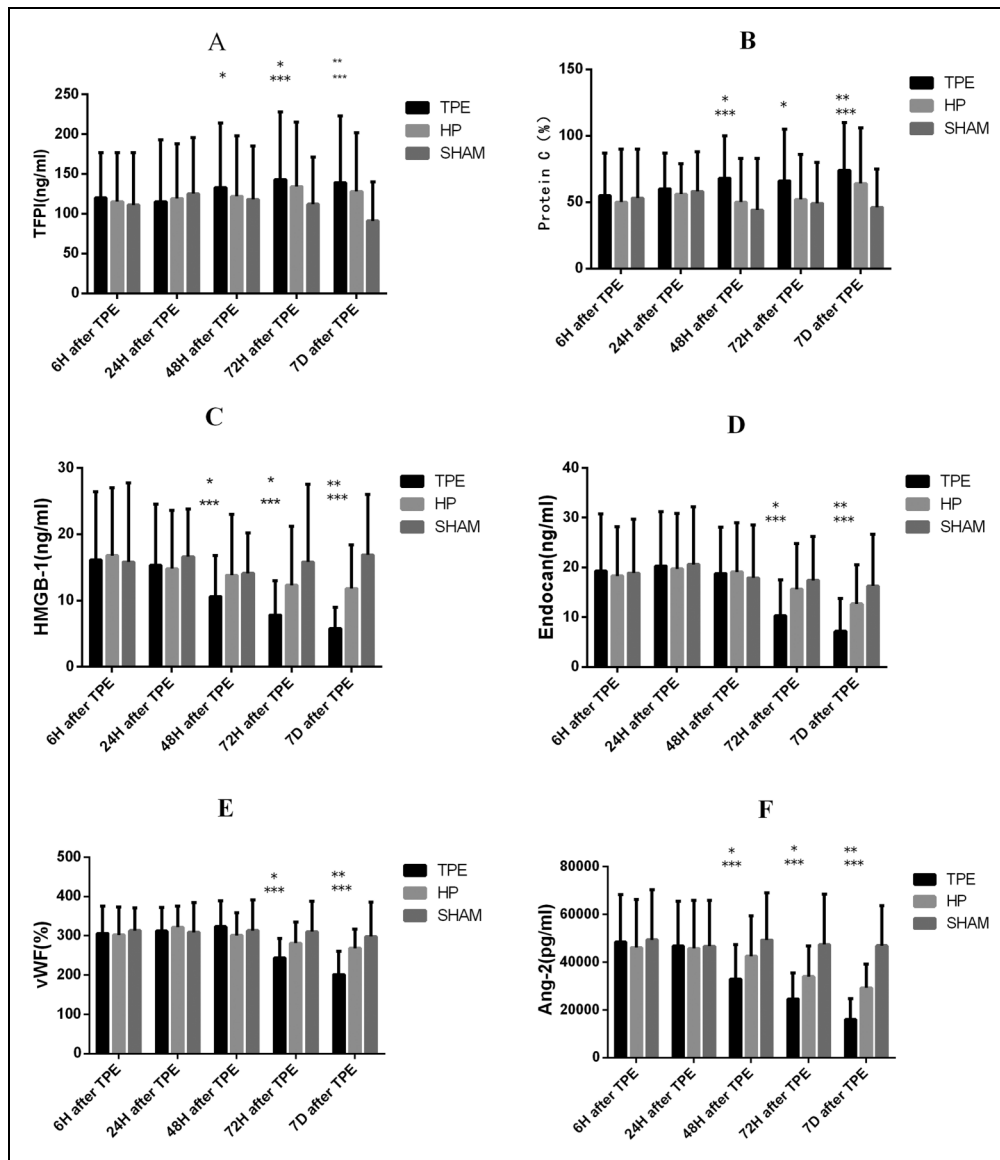 A
*
*
***
**
***
250
200
150
100
50
0
TFPI(ng/ml)
TPE
HP
SHAM
6H after TPE
24H after TPE
48H after TPE
72H after TPE
7D after TPE
B
*
***
*
**
***
150
100
50
0
Protein C (%)
TPE
HP
SHAM
6H after TPE
24H after TPE
48H after TPE
72H after TPE
7D after TPE
C
*
***
*
***
**
***
30
20
10
0
HMGB-1(ng/ml)
TPE
HP
SHAM
6H after TPE
24H after TPE
48H after TPE
72H after TPE
7D after TPE
D
*
***
**
***
40
30
20
10
0
Endocan(ng/ml)
TPE
HP
SHAM
6H after TPE
24H after TPE
48H after TPE
72H after TPE
7D after TPE
E
*
***
**
***
500
400
300
200
100
0
vWF(%)
TPE
HP
SHAM
6H after TPE
24H after TPE
48H after TPE
72H after TPE
7D after TPE
F
*
***
*
***
**
***
80000
60000
40000
20000
0
Ang-2(pg/ml)
TPE
HP
SHAM
6H after TPE
24H after TPE
48H after TPE
72H after TPE
7D after TPE